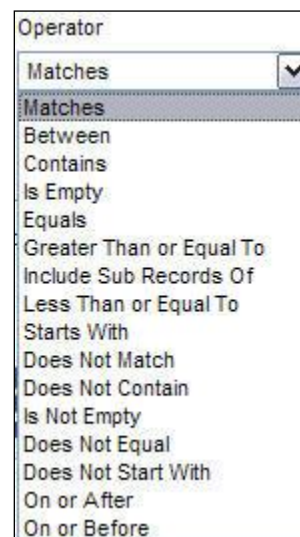 Operator
Matches
Matches
Between
Contains
Is Empty
Equals
Greater Than or Equal To
Include Sub Records Of
Less Than or Equal To
Starts With
Does Not Match
Does Not Contain
Is Not Empty
Does Not Equal
Does Not Start With
On or After
On or Before